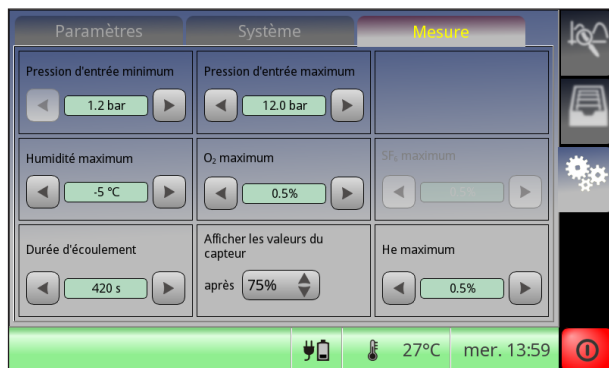 Paramètres Système Mesure
Pression d'entrée minimum Pression d'entrée maximum
1.2 bar 12.0 bar
Humidité maximum O₂ maximum SF₆ maximum
-5 °C 0.5% 0.5%
Durée d'écoulement Afficher les valeurs du capteur He maximum
420 s après 75% 0.5%
27°C mer. 13:59